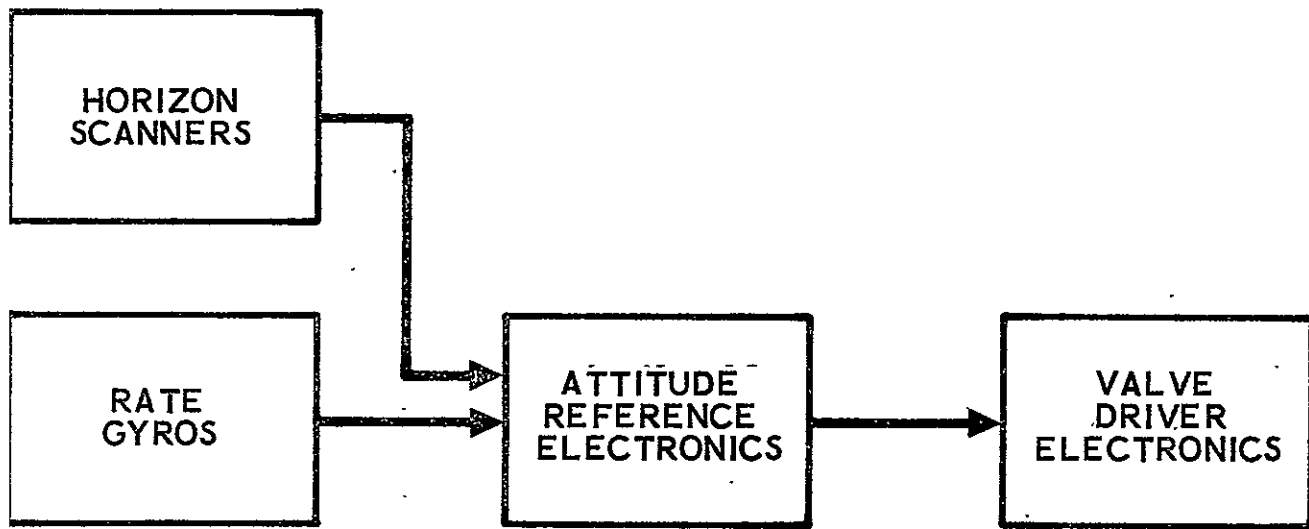 HORIZON
SCANNERS
RATE
GYROS
ATTITUDE
REFERENCE
ELECTRONICS
VALVE
DRIVER
ELECTRONICS